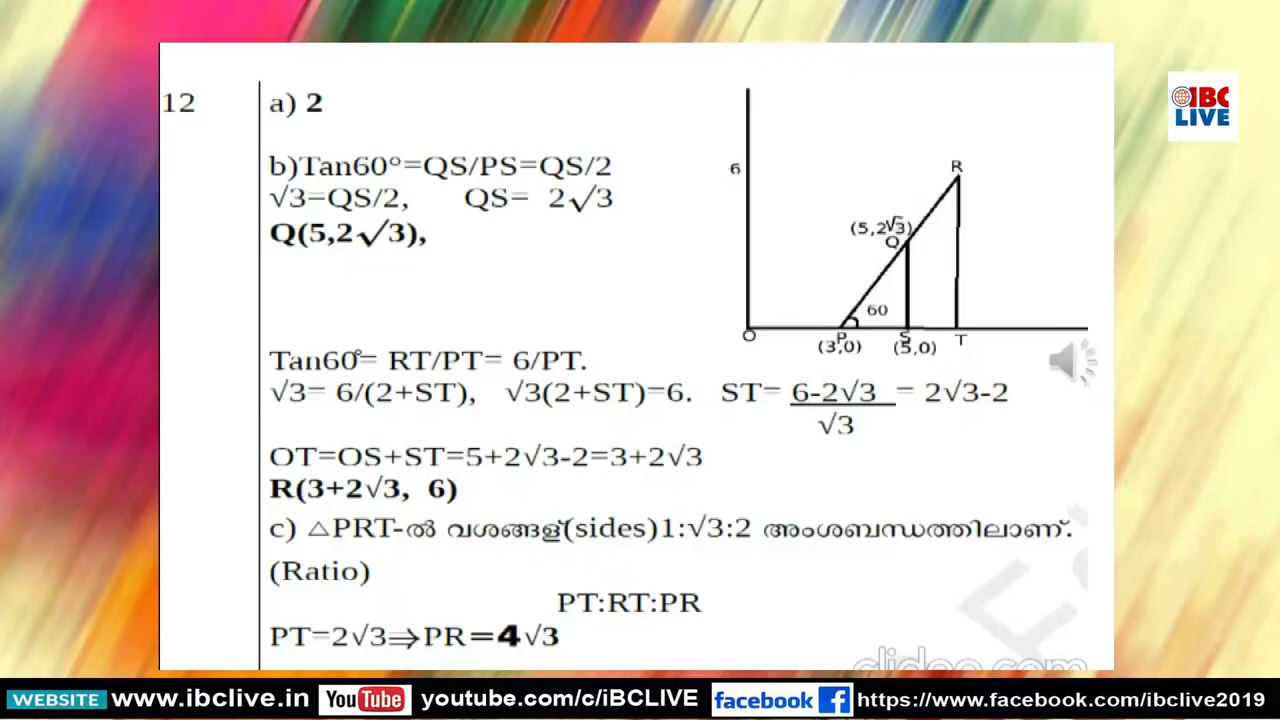 IBC
LIVE
12
a) 2
b)Tan60°=QS/PS=QS/2
√3=QS/2, QS= 2√3
Q(5,2√3),
6
R
(5,2√3)
Q
60
O
P
S
T
(3,0)
(5,0)
Tan60°= RT/PT= 6/PT.
√3= 6/(2+ST), √3(2+ST)=6. ST= 6-2√3 = 2√3-2
√3
OT=OS+ST=5+2√3-2=3+2√3
R(3+2√3, 6)
c) △PRT-ൽ വശങ്ങള്(sides)1:√3:2 അംശബന്ധത്തിലാണ്.
(Ratio)
PT:RT:PR
PT=2√3⇒PR=4√3
clideo.com
WEBSITE www.ibclive.in YouTube youtube.com/c/iBCLIVE facebook f https://www.facebook.com/ibclive2019